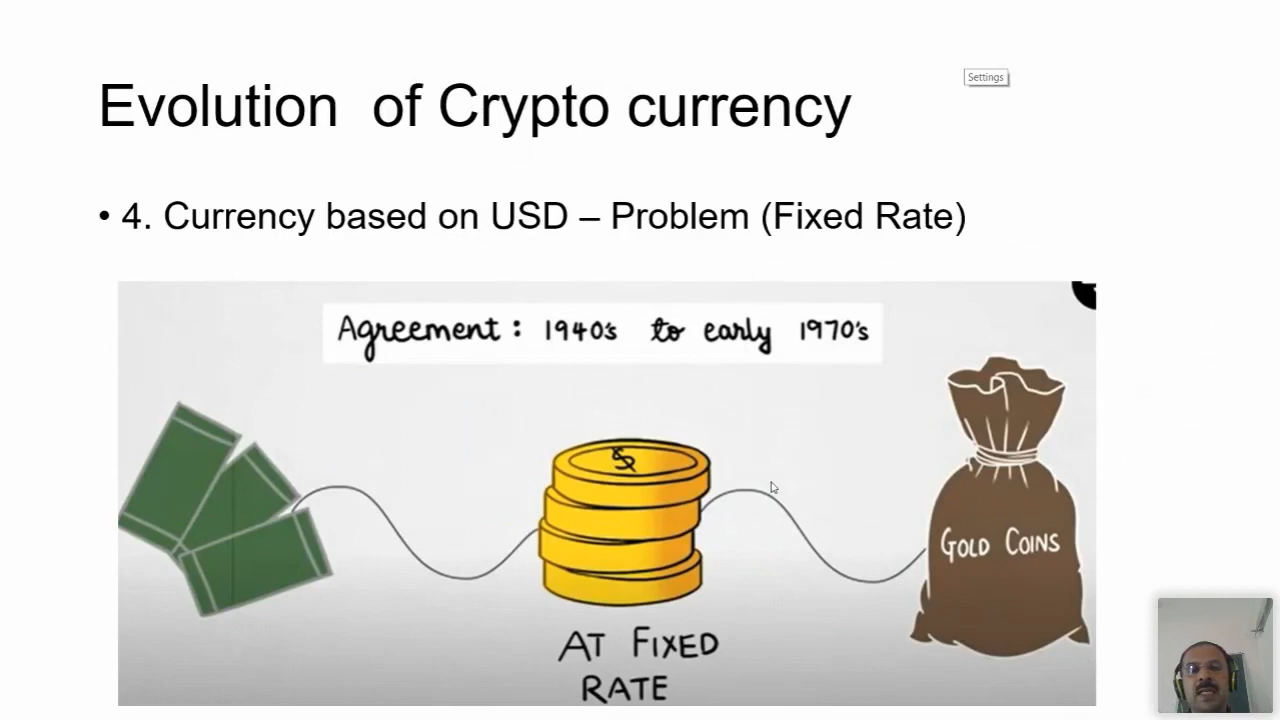 Settings
Evolution of Crypto currency
• 4. Currency based on USD – Problem (Fixed Rate)
Agreement: 1940's to early 1970's
$
GOLD COINS
AT FIXED
RATE